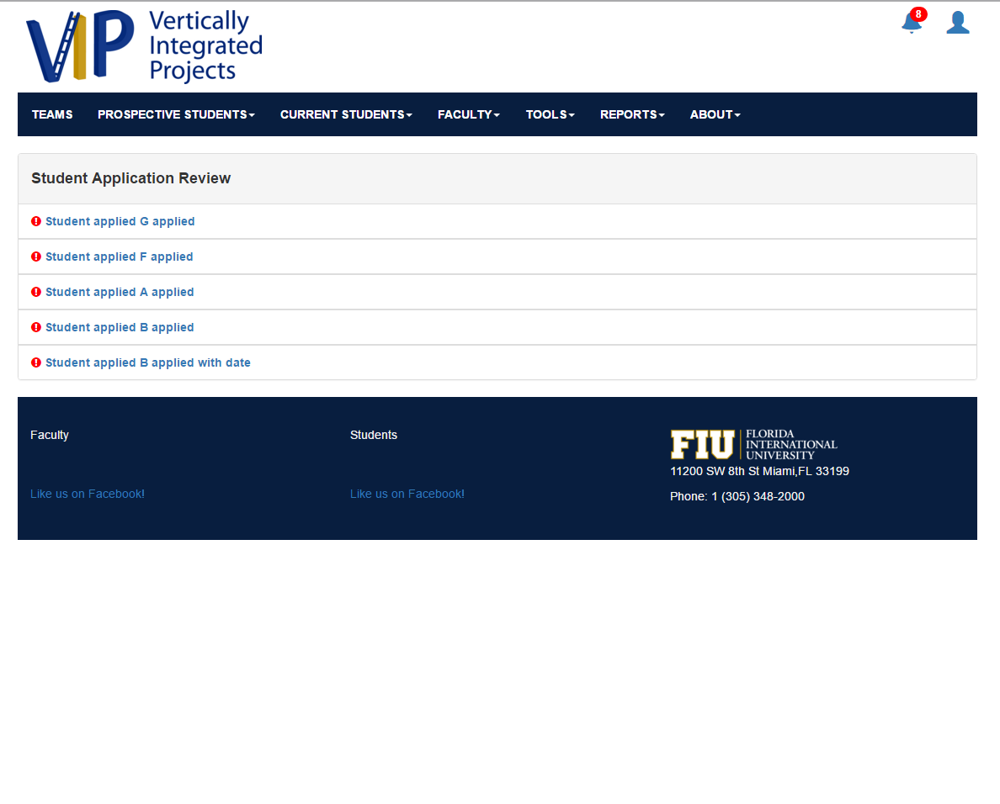 VIP Vertically
Integrated
Projects
8
TEAMS PROSPECTIVE STUDENTS CURRENT STUDENTS FACULTY TOOLS REPORTS ABOUT
Student Application Review
Student applied G applied
Student applied F applied
Student applied A applied
Student applied B applied
Student applied B applied with date
Faculty
Like us on Facebook!
Students
Like us on Facebook!
FIU FLORIDA
INTERNATIONAL
UNIVERSITY
11200 SW 8th St Miami,FL 33199
Phone: 1 (305) 348-2000